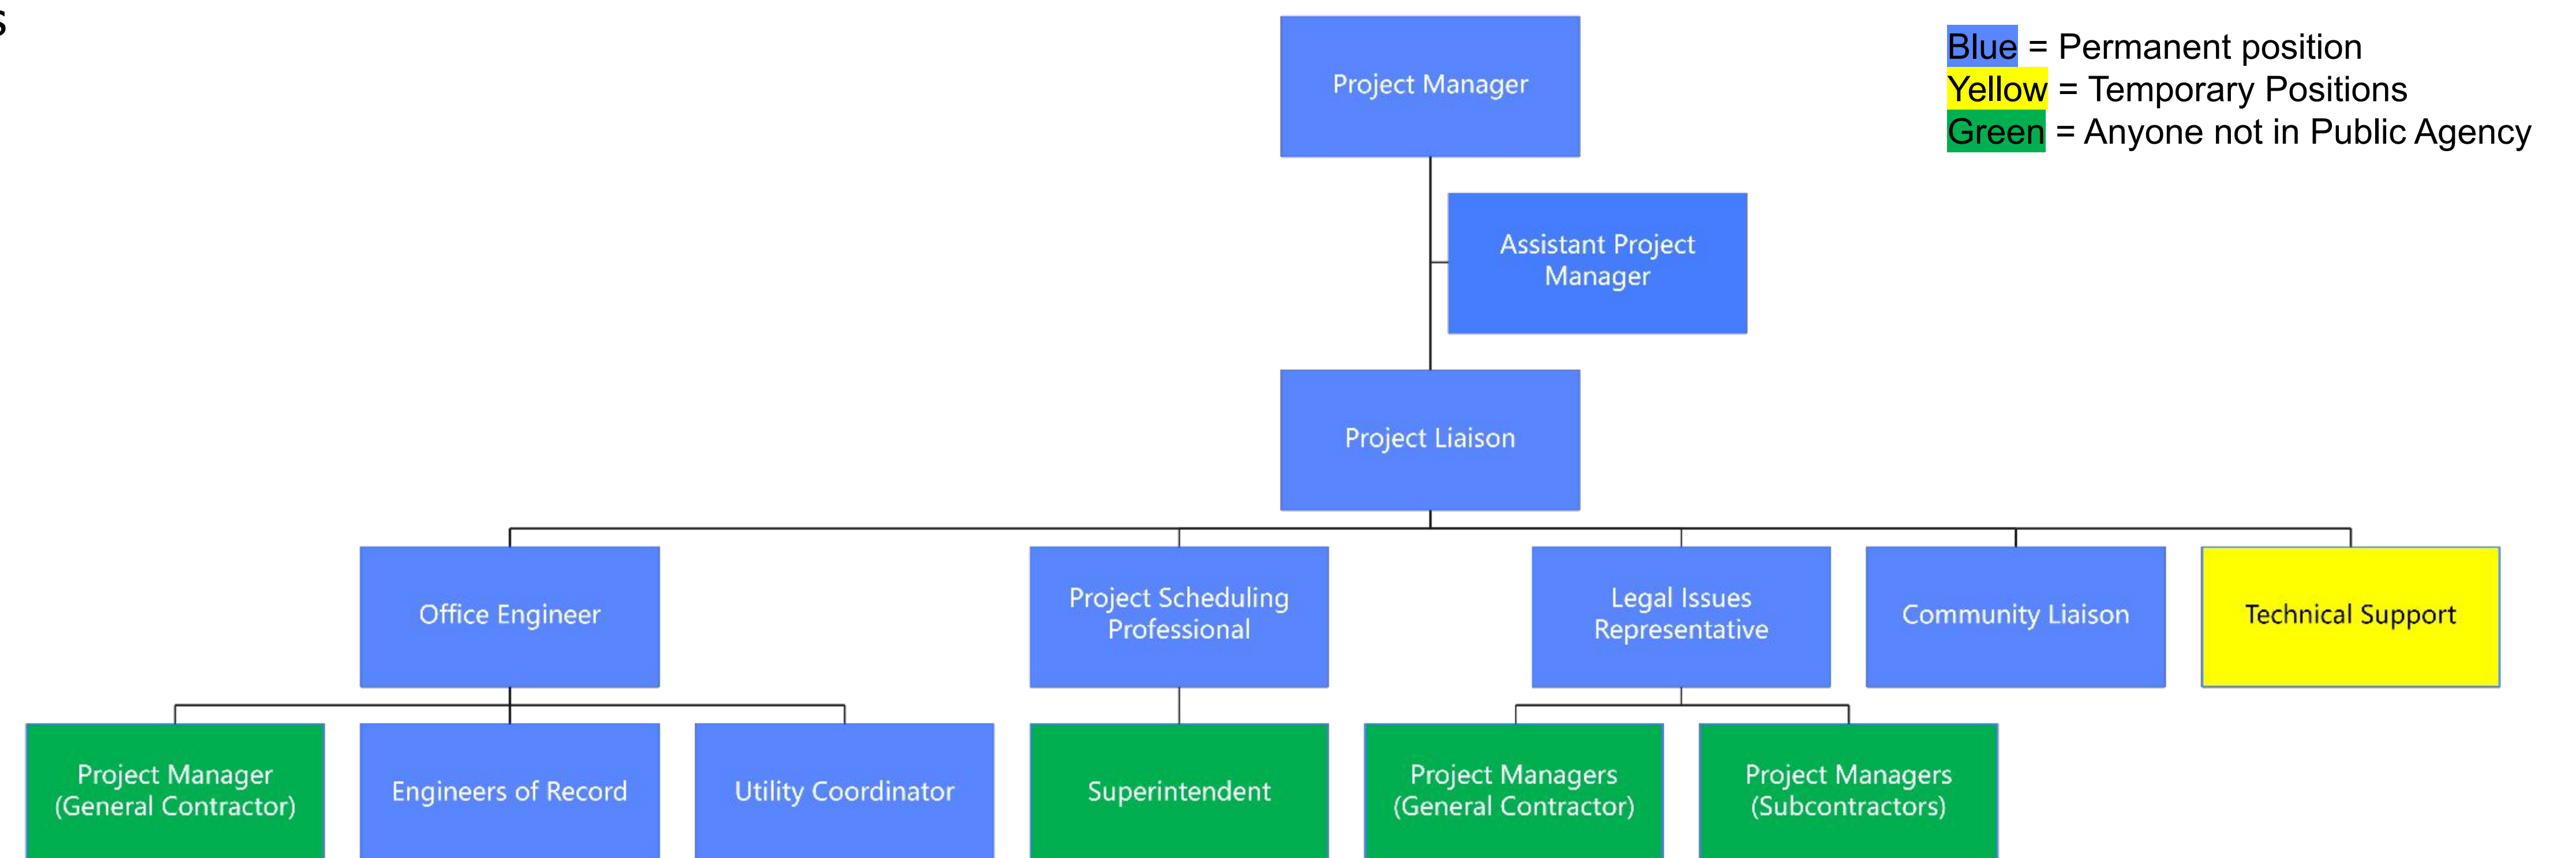 s
Project Manager
Blue = Permanent position
Yellow = Temporary Positions
Green = Anyone not in Public Agency
Assistant Project
Manager
Project Liaison
Office Engineer
Project Scheduling
Professional
Legal Issues
Representative
Community Liaison
Technical Support
Project Manager
(General Contractor)
Engineers of Record
Utility Coordinator
Superintendent
Project Managers
(General Contractor)
Project Managers
(Subcontractors)